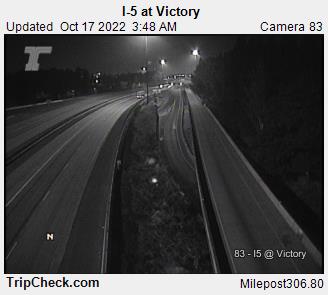 I-5 at Victory
Updated Oct 17 2022 3:48 AM Camera 83
T
N
83 - I5 @ Victory
TripCheck.com Milepost306.80